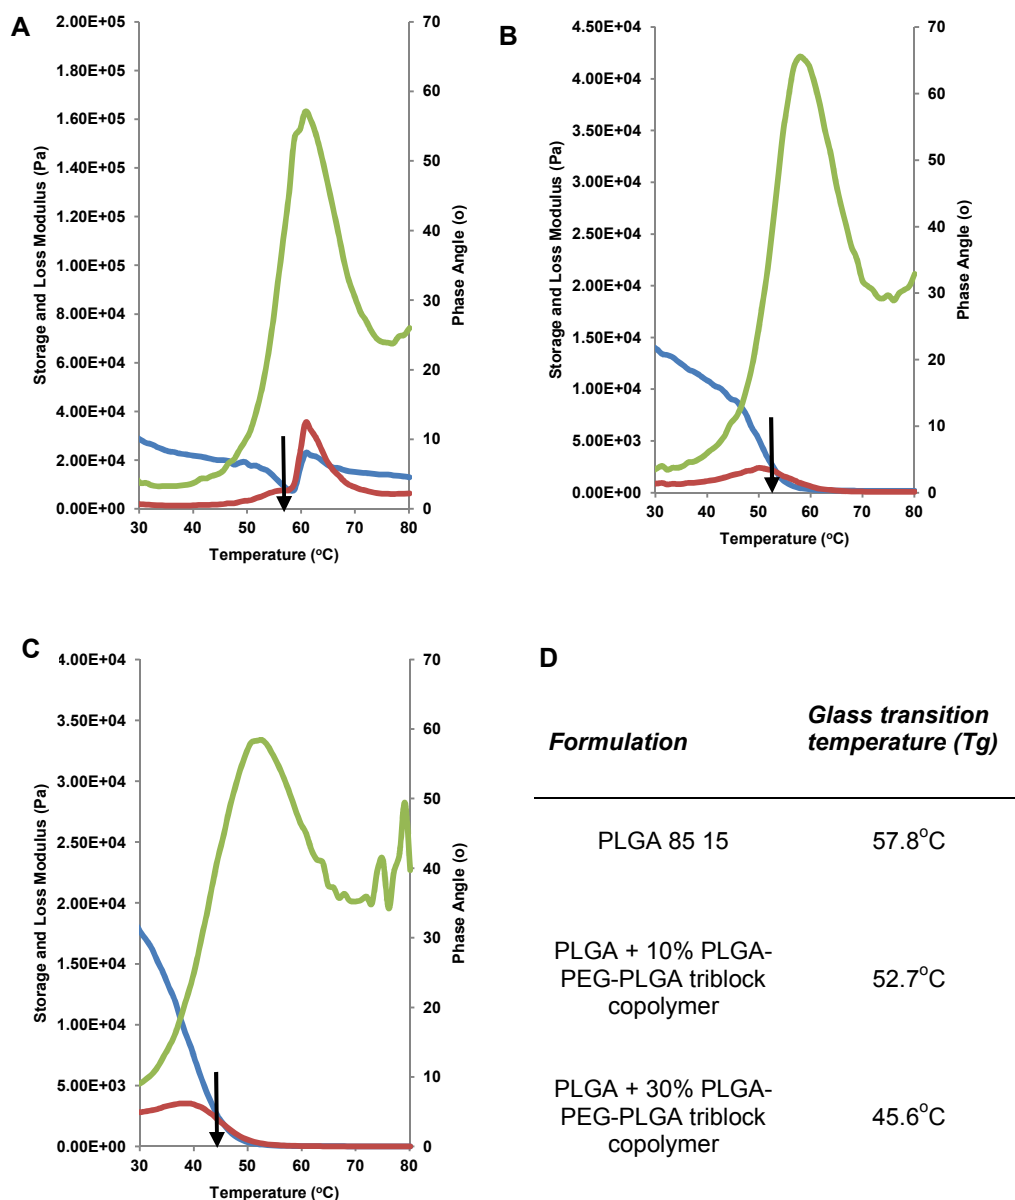 A
2.00E+05
1.80E+05
1.60E+05
1.40E+05
1.20E+05
1.00E+05
8.00E+04
6.00E+04
4.00E+04
2.00E+04
0.00E+00
Storage and Loss Modulus (Pa)
70
60
50
40
30
20
10
0
Phase Angle (o)
30 40 50 60 70 80
Temperature (°C)
B
4.50E+04
4.00E+04
3.50E+04
3.00E+04
2.50E+04
2.00E+04
1.50E+04
1.00E+04
5.00E+03
0.00E+00
Storage and Loss Modulus (Pa)
70
60
50
40
30
20
10
0
Phase Angle (o)
30 40 50 60 70 80
Temperature (°C)
C
4.00E+04
3.50E+04
3.00E+04
2.50E+04
2.00E+04
1.50E+04
1.00E+04
5.00E+03
0.00E+00
Storage and Loss Modulus (Pa)
70
60
50
40
30
20
10
0
Phase Angle (o)
30 40 50 60 70 80
Temperature (°C)
D
Formulation
Glass transition
temperature (Tg)
PLGA 85 15 57.8°C
PLGA + 10% PLGA-
PEG-PLGA triblock
copolymer
52.7°C
PLGA + 30% PLGA-
PEG-PLGA triblock
copolymer
45.6°C